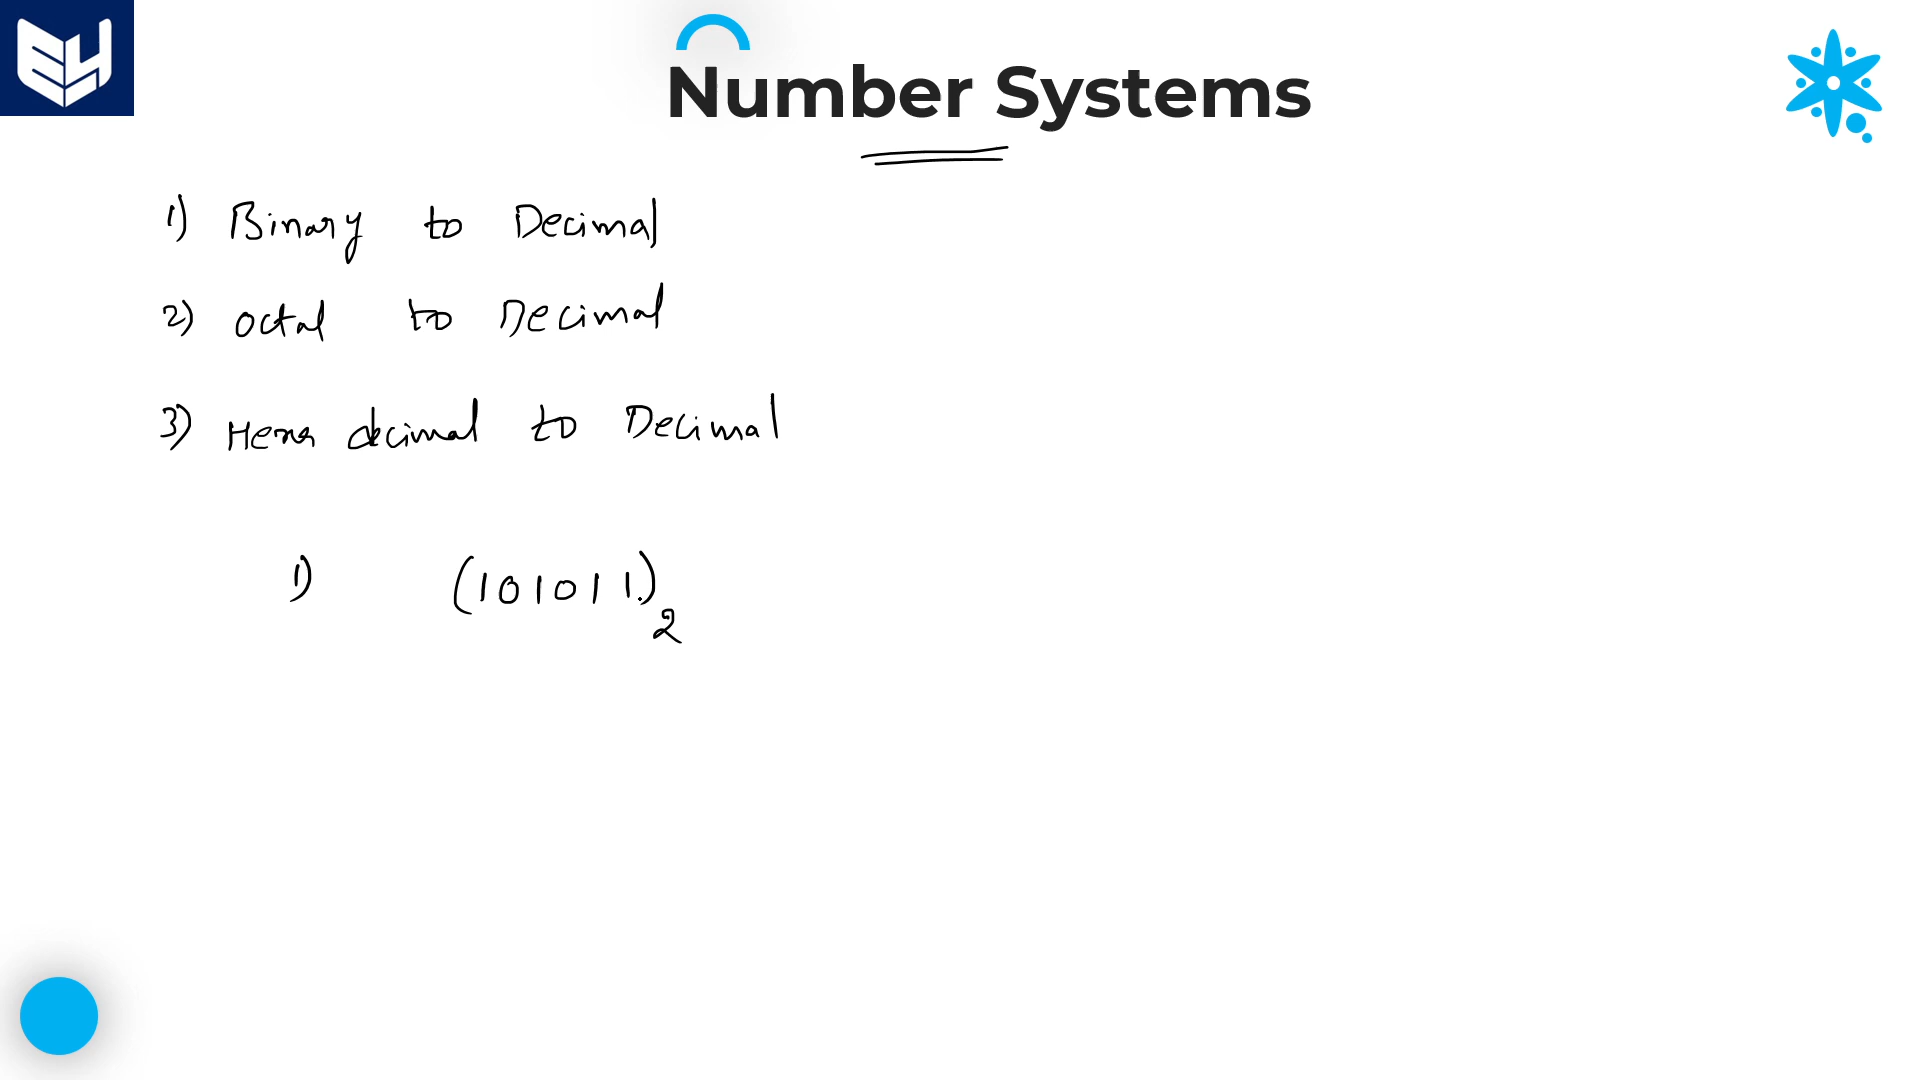 Number Systems
1) Binary to Decimal
2) Octal to Decimal
3) Hexa decimal to Decimal
1) (101011.)2